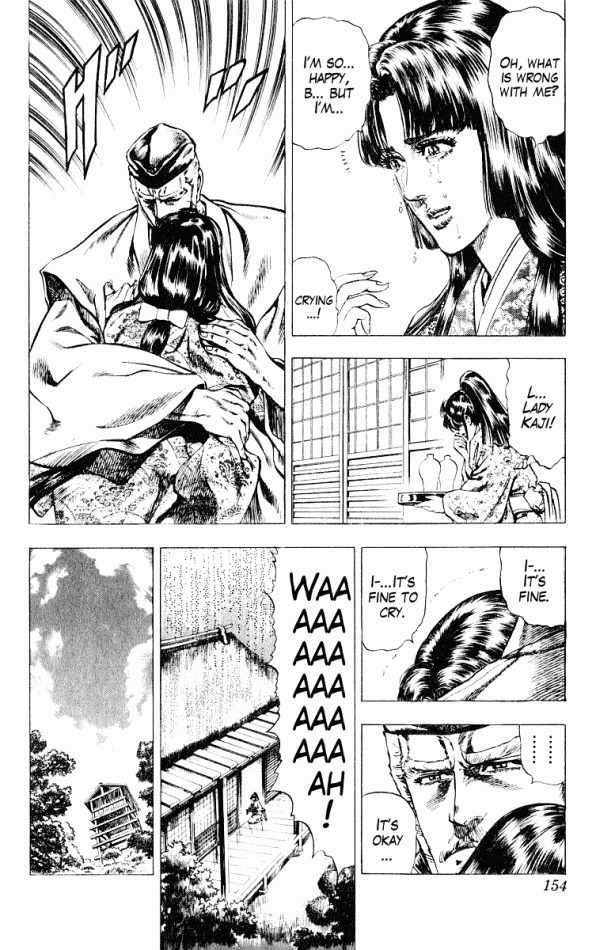 OH, WHAT
IS WRONG
WITH ME?
I'M SO...
HAPPY,
B... BUT
I'M...
CRYING
...!
L...
LADY
KAJI!
I-...
IT'S
FINE.
I-...IT'S
FINE TO
CRY.
......
IT'S
OKAY
...
WAA
AAA
AAA
AAA
AAA
AAA
AH
!
154